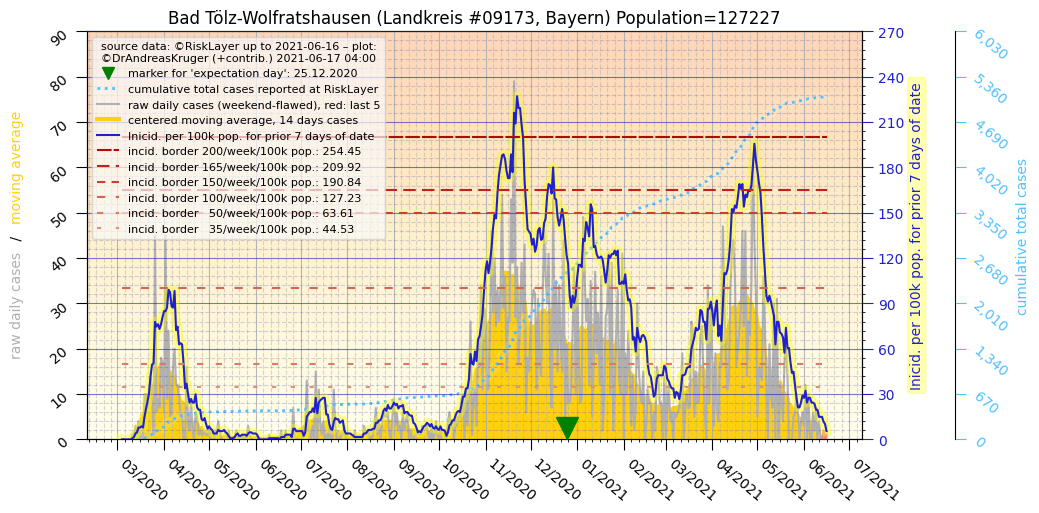 Bad Tölz-Wolfratshausen (Landkreis #09173, Bayern) Population=127227
source data: ©RiskLayer up to 2021-06-16 – plot:
©DrAndreasKruger (+contrib.) 2021-06-17 04:00
marker for 'expectation day': 25.12.2020
cumulative total cases reported at RiskLayer
raw daily cases (weekend-flawed), red: last 5
centered moving average, 14 days cases
Inicid. per 100k pop. for prior 7 days of date
incid. border 200/week/100k pop.: 254.45
incid. border 165/week/100k pop.: 209.92
incid. border 150/week/100k pop.: 190.84
incid. border 100/week/100k pop.: 127.23
incid. border   50/week/100k pop.: 63.61
incid. border   35/week/100k pop.: 44.53
raw daily cases   /   moving average
90
80
70
60
50
40
30
20
10
0
270
240
210
180
150
120
90
60
30
0
Inicid. per 100k pop. for prior 7 days of date
6,030
5,360
4,690
4,020
3,350
2,680
2,010
1,340
670
0
cumulative total cases
03/2020
04/2020
05/2020
06/2020
07/2020
08/2020
09/2020
10/2020
11/2020
12/2020
01/2021
02/2021
03/2021
04/2021
05/2021
06/2021
07/2021